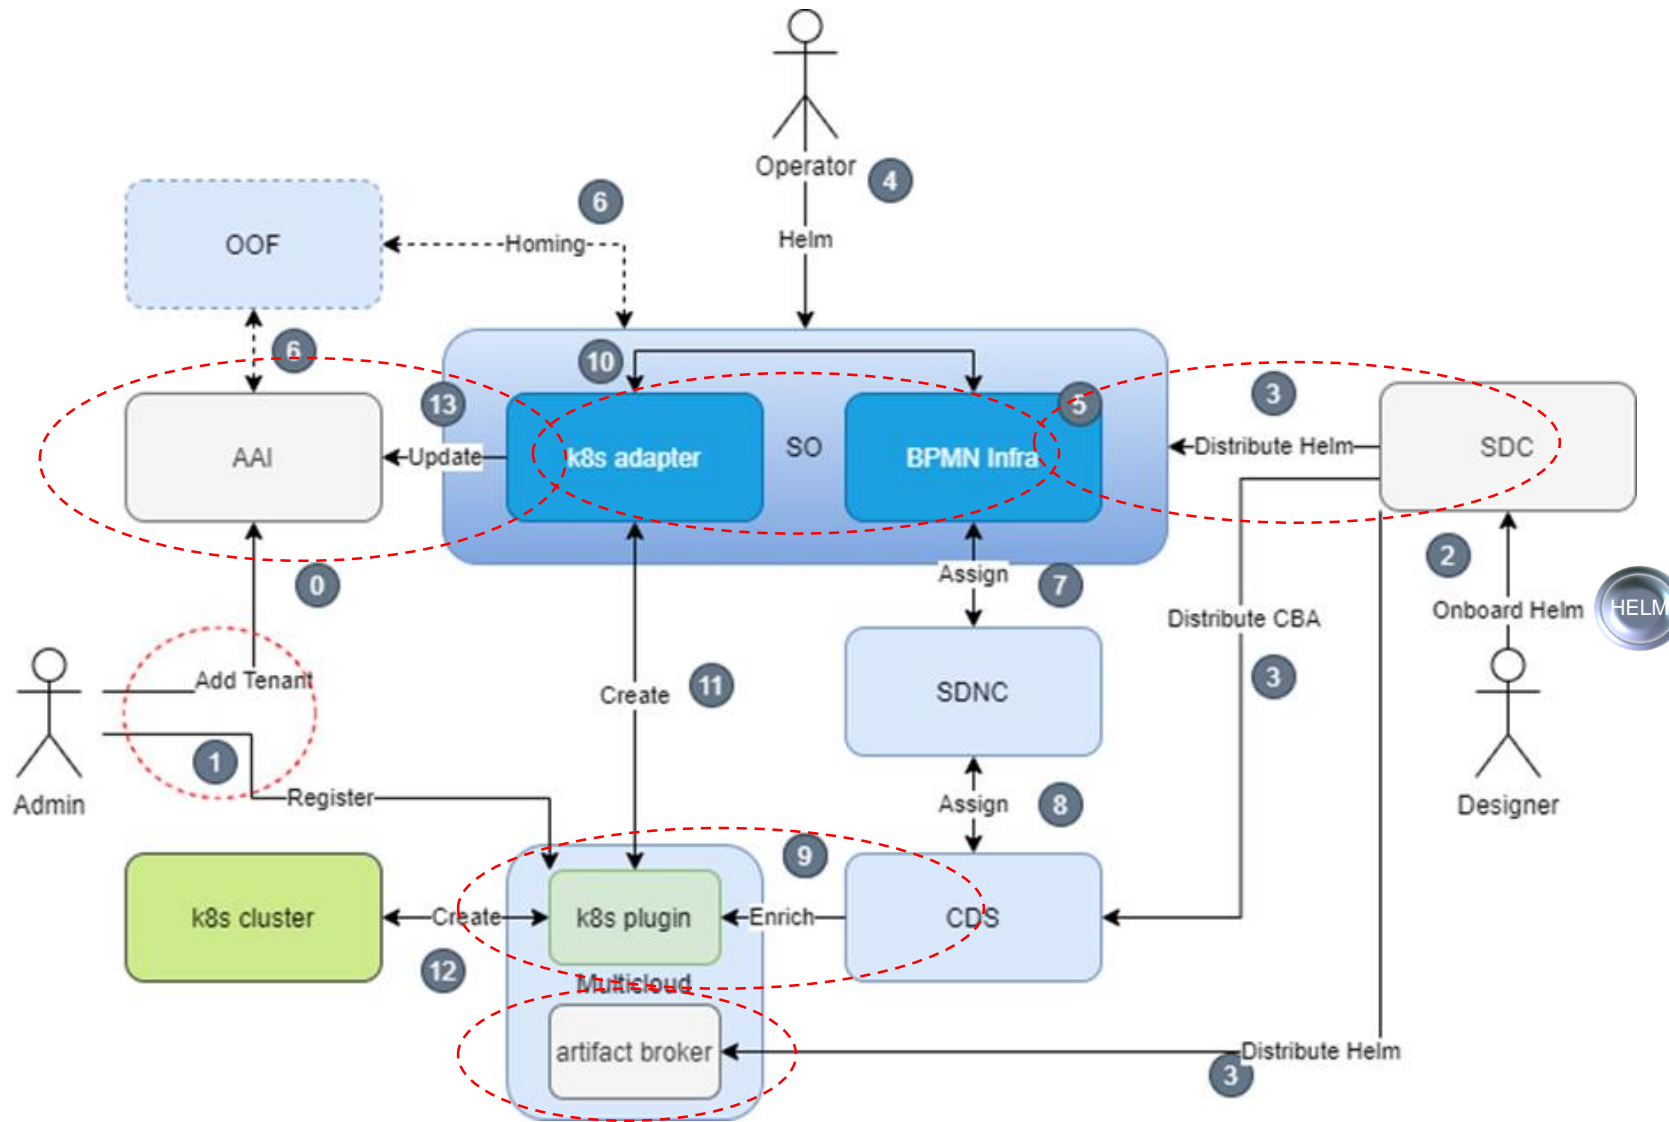 Operator
4
6
OOF
Homing
Helm
6
10
13
5
3
AAI
Update
k8s adapter
SO
BPMN Infra
Distribute Helm
SDC
0
Assign
7
2
Distribute CBA
Onboard Helm
HELM
Add Tenant
Create
11
SDNC
3
1
Admin
Register
Assign
8
Designer
9
k8s cluster
Create
k8s plugin
Enrich
CDS
12
Multicloud
artifact broker
Distribute Helm
3